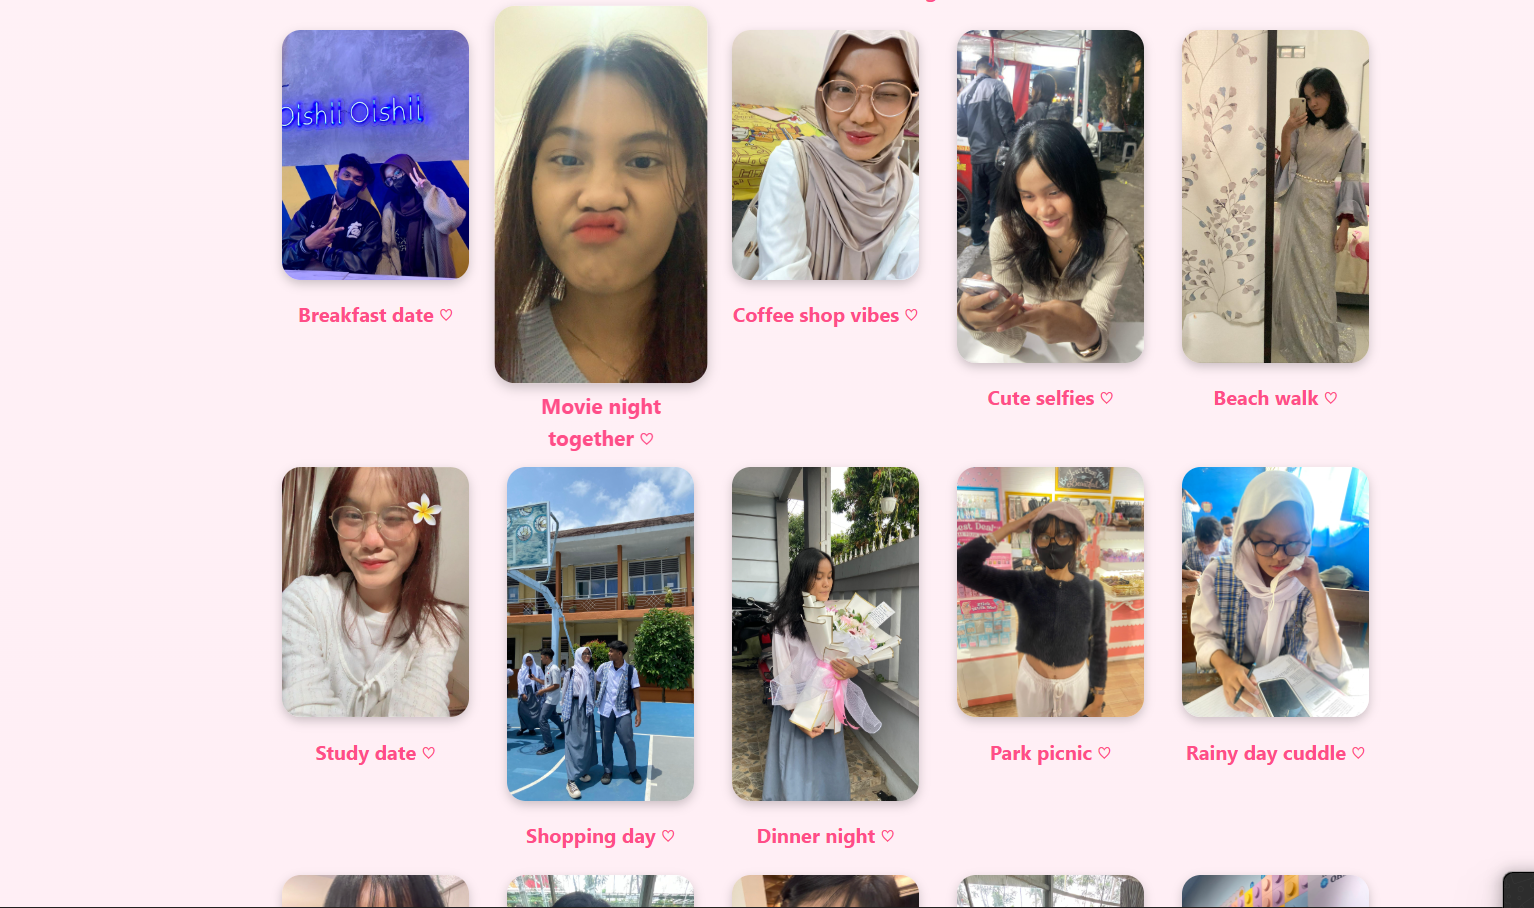 Oishii Oishii
Breakfast date ♡
Movie night
together ♡
Coffee shop vibes ♡
Cute selfies ♡
Beach walk ♡
Study date ♡
Shopping day ♡
Dinner night ♡
Park picnic ♡
Rainy day cuddle ♡